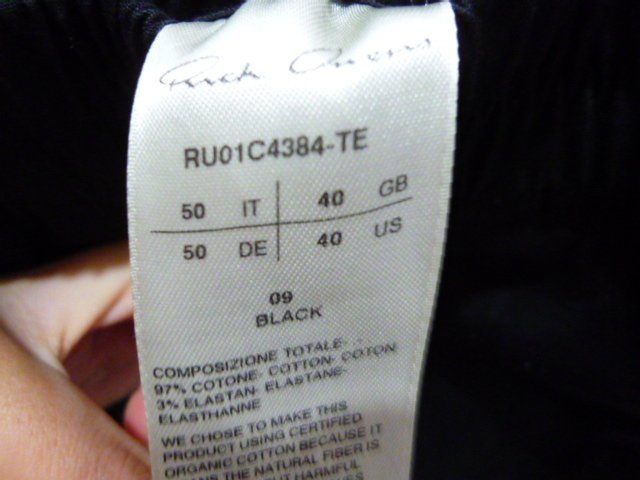 Rick Owens
RU01C4384-TE
50 IT 40 GB
50 DE 40 US
09
BLACK
COMPOSIZIONE TOTALE-
97% COTONE- COTTON- COTON
3% ELASTAN- ELASTANE-
ELASTHANNE
WE CHOSE TO MAKE THIS
PRODUCT USING CERTIFIED
ORGANIC COTTON BECAUSE IT
THE NATURAL FIBER IS
HARMFUL